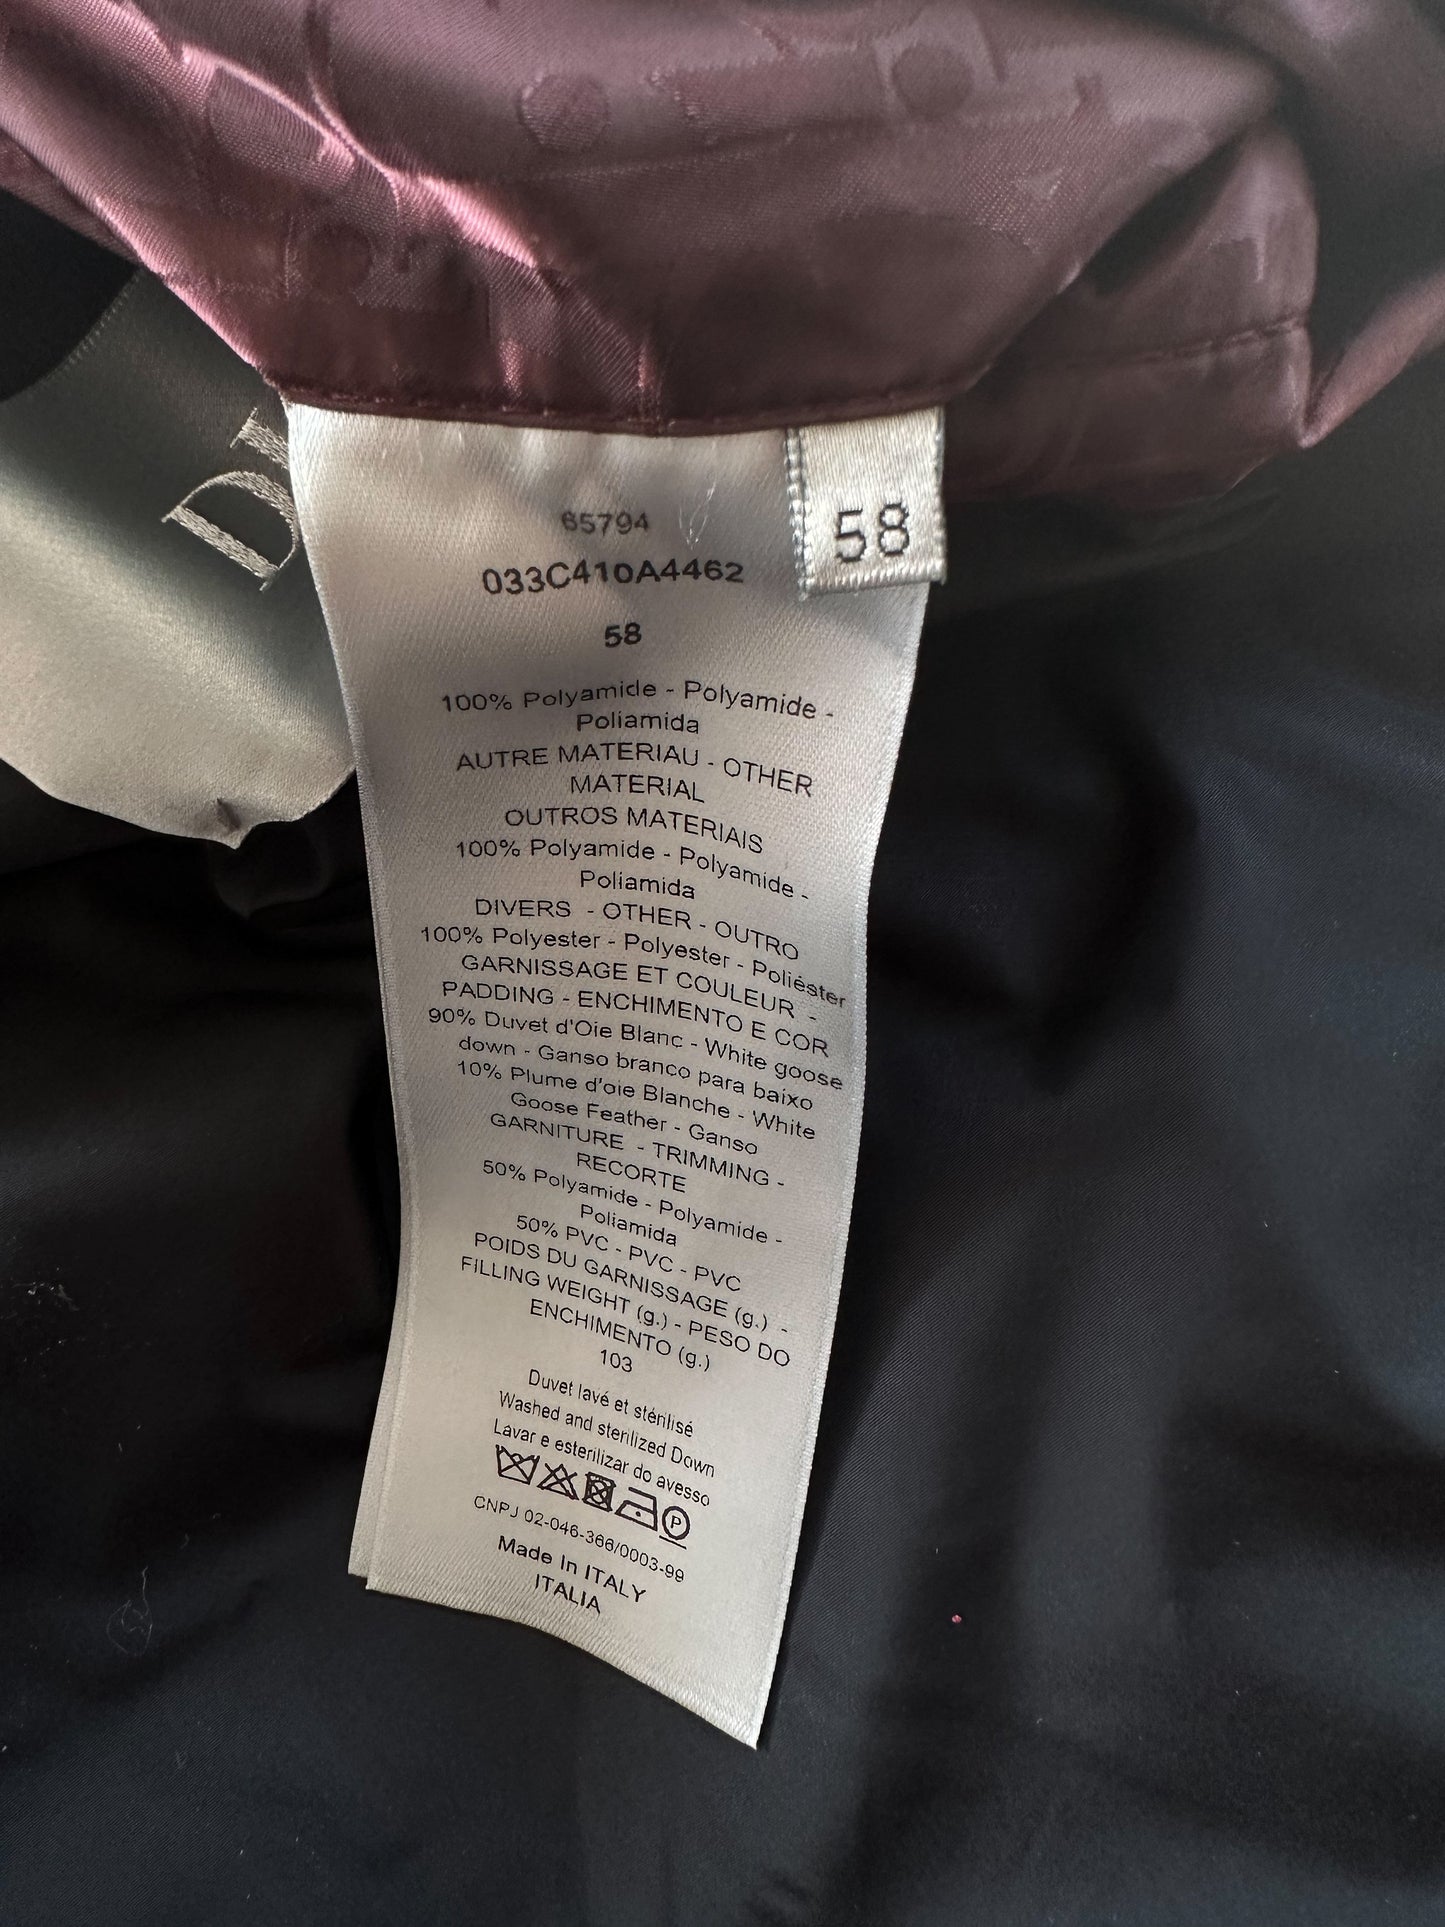 DI
58
65794
033C410A4462
58
100% Polyamide - Polyamide -
Poliamida
AUTRE MATERIAU - OTHER
MATERIAL
OUTROS MATERIAIS
100% Polyamide - Polyamide -
Poliamida
DIVERS - OTHER - OUTRO
100% Polyester - Polyester - Poliéster
GARNISSAGE ET COULEUR -
PADDING - ENCHIMENTO E COR
90% Duvet d'Oie Blanc - White goose
down - Ganso branco para baixo
10% Plume d'oie Blanche - White
Goose Feather - Ganso
GARNITURE - TRIMMING -
RECORTE
50% Polyamide - Polyamide -
Poliamida
50% PVC - PVC - PVC
POIDS DU GARNISSAGE (g.) -
FILLING WEIGHT (g.) - PESO DO
ENCHIMENTO (g.)
103
Duvet lavé et stérilisé
Washed and sterilized Down
Lavar e esterilizar do avesso
P
CNPJ 02-046-366/0003-99
Made In ITALY
ITALIA